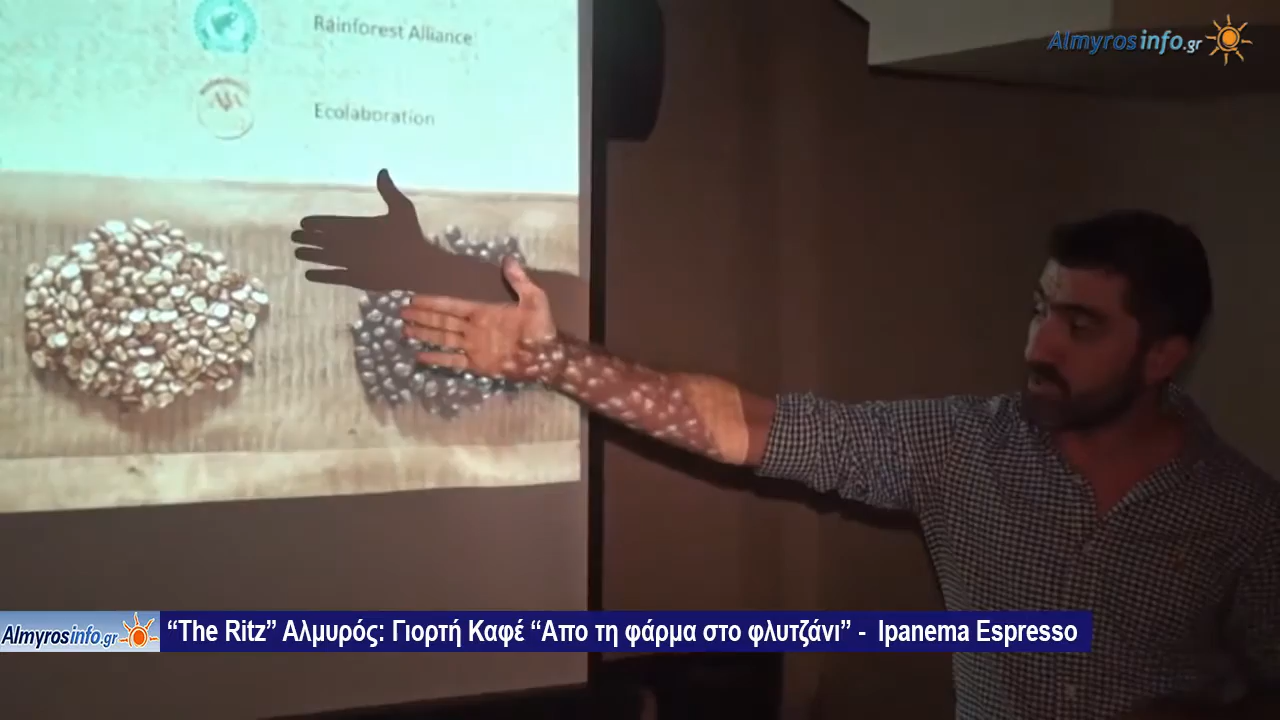 Rainforest Alliance
Almyrosinfo.gr
Ecolaboration
Almyrosinfo.gr
“The Ritz” Αλμυρός: Γιορτή Καφέ “Απο τη φάρμα στο φλυτζάνι” - Ipanema Espresso